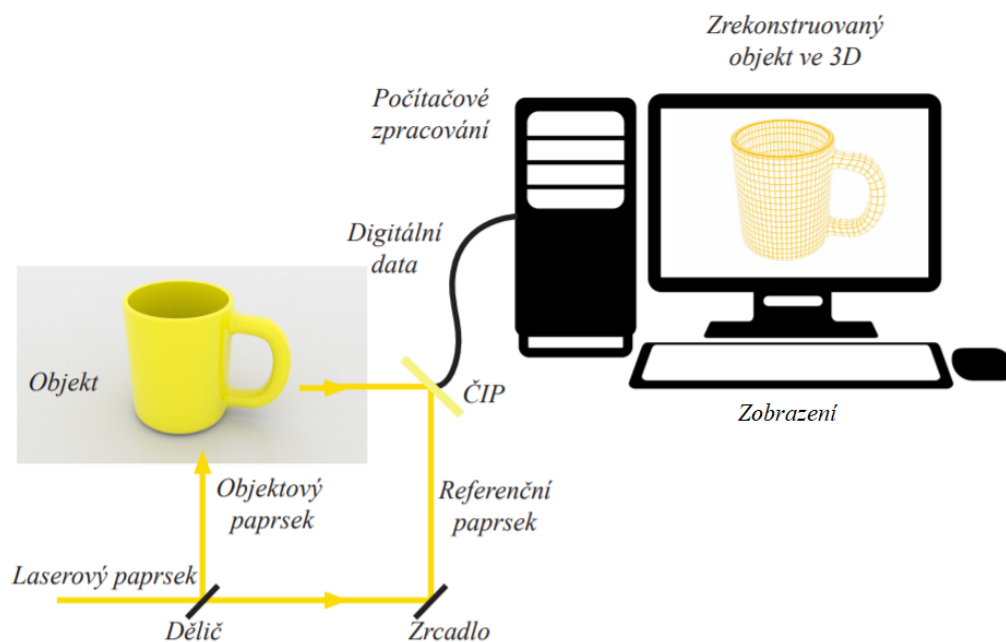 Zrekonstruovaný
objekt ve 3D
Počítačové
zpracování
Digitální
data
Objekt
ČIP
Zobrazení
Objektový
paprsek
Referenční
paprsek
Laserový paprsek
Dělič
Zrcadlo